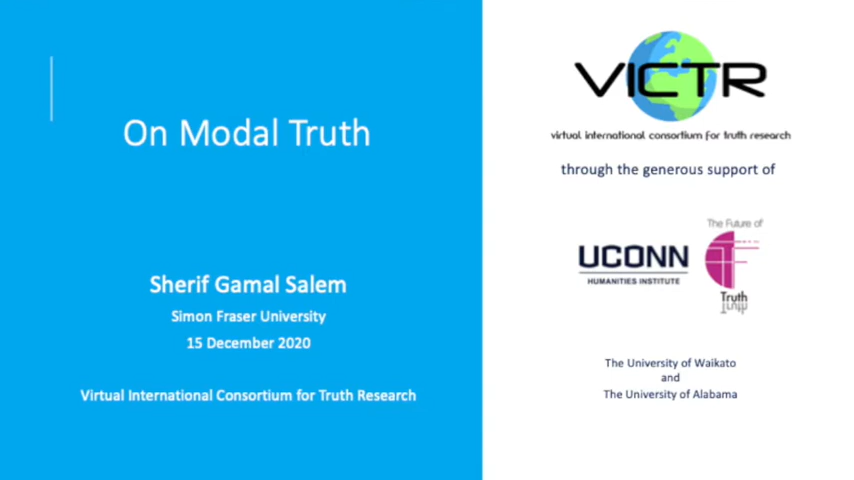 On Modal Truth
Sherif Gamal Salem
Simon Fraser University
15 December 2020
Virtual International Consortium for Truth Research
VICTR
virtual international consortium for truth research
through the generous support of
UCONN
HUMANITIES INSTITUTE
The Future of
Truth
The University of Waikato
and
The University of Alabama